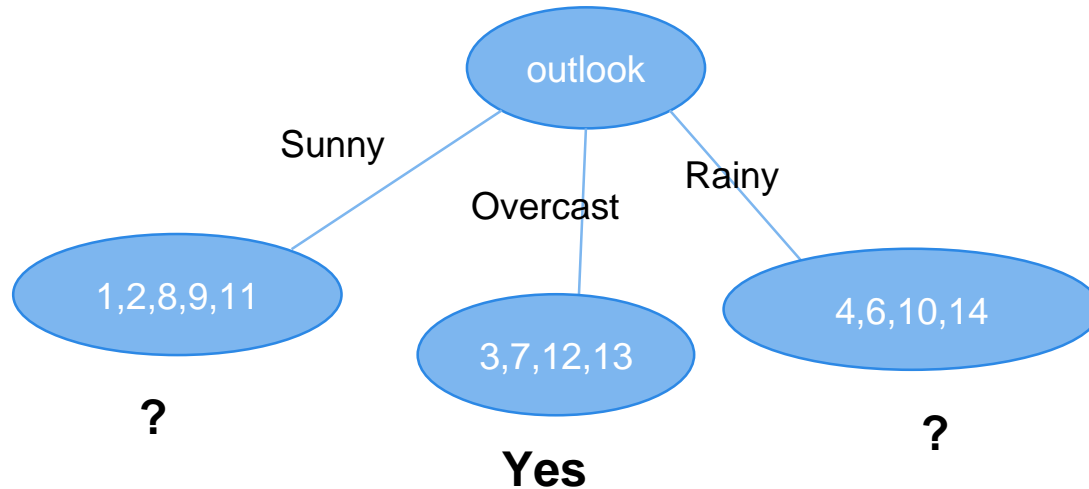 outlook
Sunny
Rainy
Overcast
1,2,8,9,11
4,6,10,14
3,7,12,13
?
?
Yes